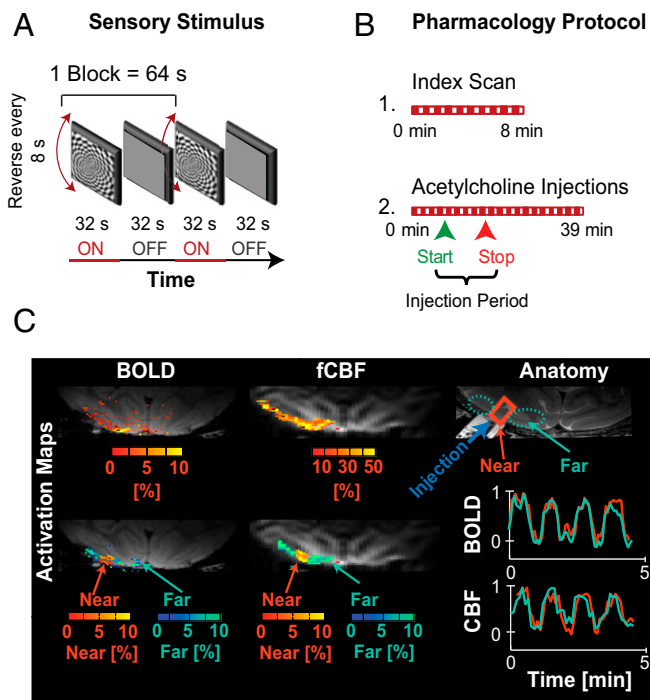 A Sensory Stimulus
1 Block = 64 s
Reverse every
8 s
32 s 32 s 32 s 32 s
ON OFF ON OFF
Time
B Pharmacology Protocol
Index Scan
1.
0 min 8 min
Acetylcholine Injections
2.
0 min 39 min
Start Stop
Injection Period
C
BOLD fCBF Anatomy
Activation Maps
0 5 10
[%]
10 30 50
[%]
Injection
Near
Far
Near Far
0 5 10 0 5 10
Near [%] Far [%]
Near Far
0 5 10 0 5 10
Near [%] Far [%]
BOLD
1
0
0 5
CBF
1
0
0 5
Time [min]